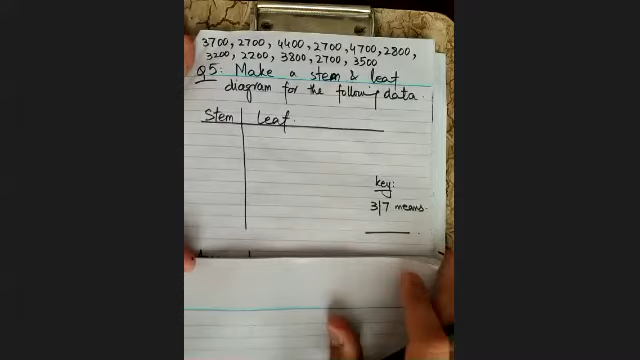 3700, 2700, 4400, 2700, 4700, 2800,
3200, 2200, 3800, 2700, 3500
Q5: Make a stem & leaf
diagram for the following data.
Stem | Leaf.
key:
3|7 means